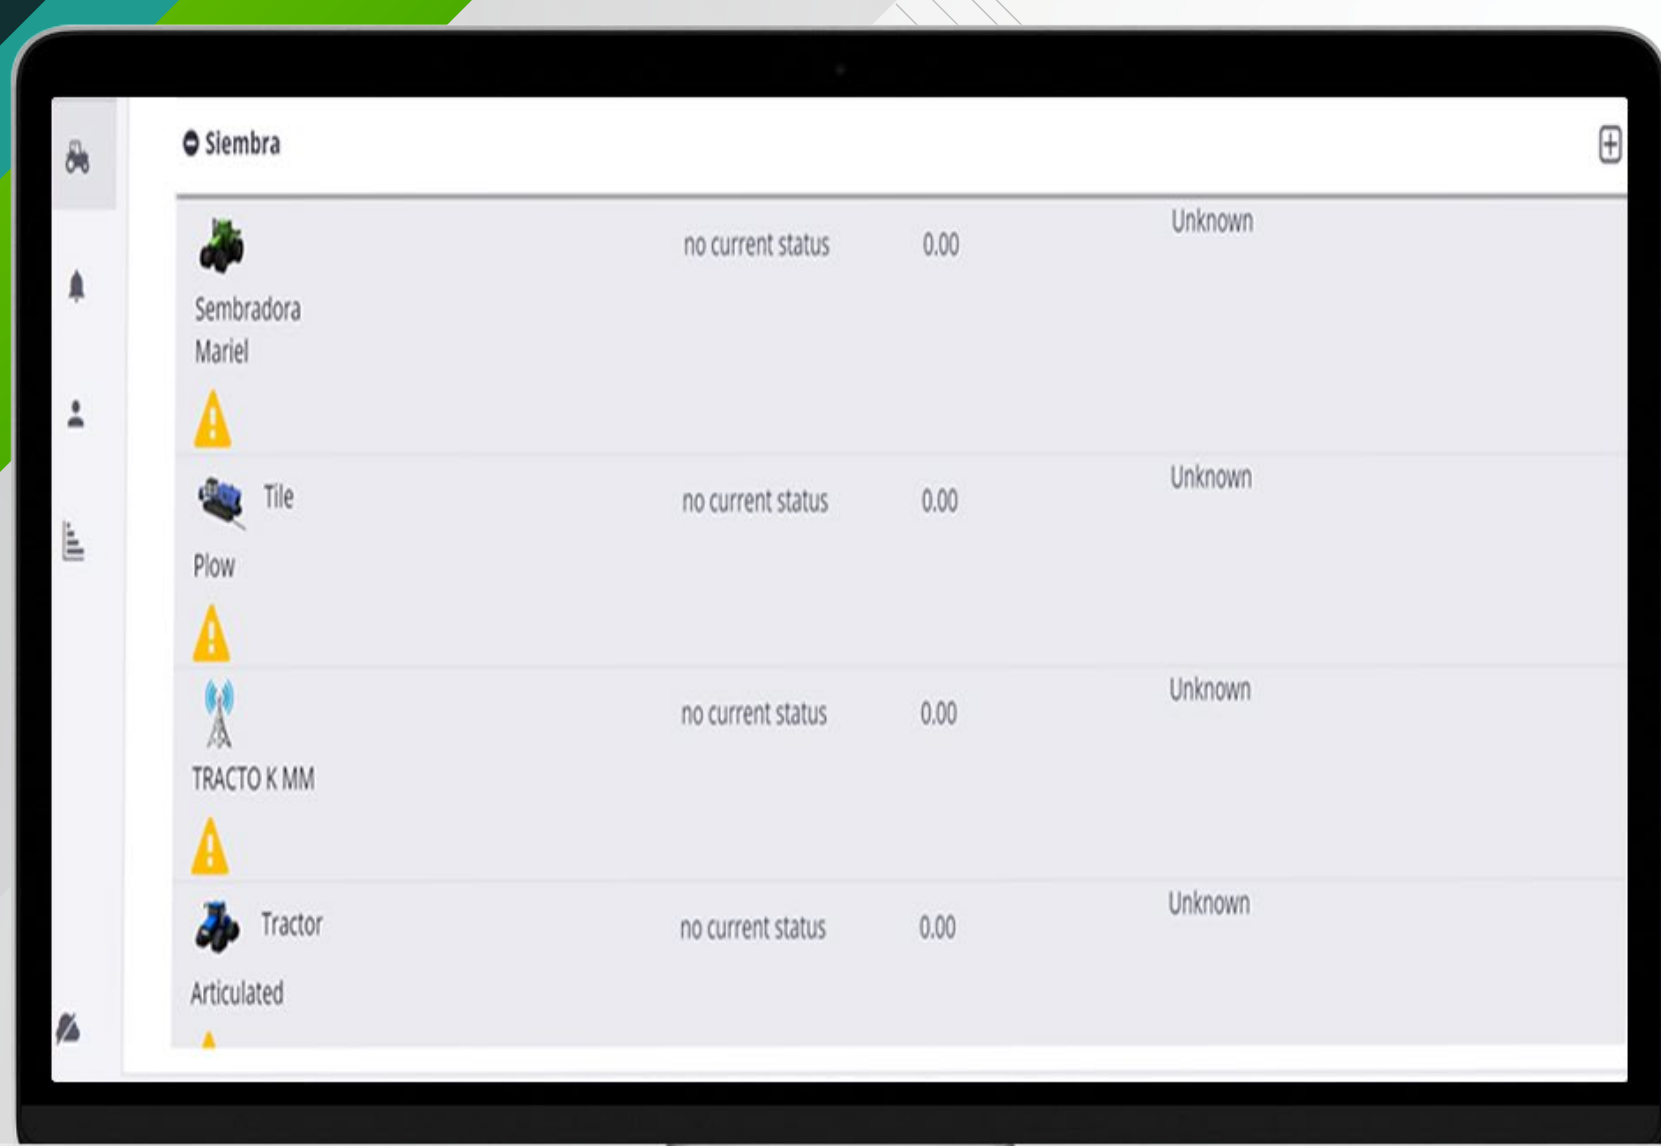 Siembra
no current status 0.00 Unknown
Sembradora
Mariel
Tile no current status 0.00 Unknown
Plow
no current status 0.00 Unknown
TRACTO K MM
Tractor no current status 0.00 Unknown
Articulated